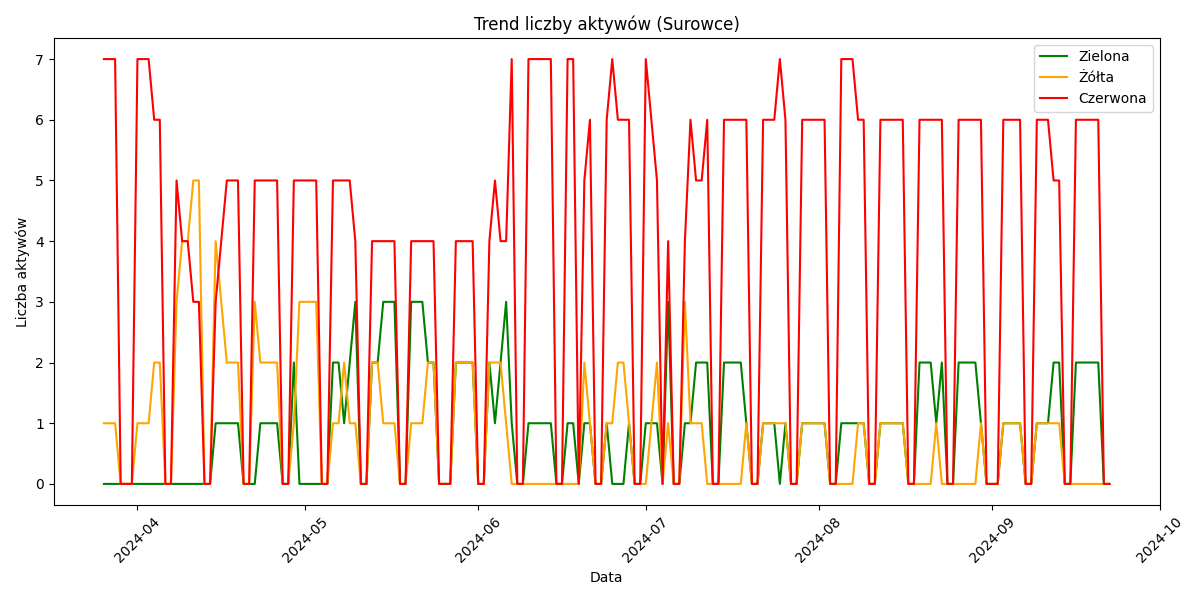 Trend liczby aktywów (Surowce)
Zielona
Żółta
Czerwona
Liczba aktywów
7
6
5
4
3
2
1
0
2024-04
2024-05
2024-06
2024-07
2024-08
2024-09
2024-10
Data